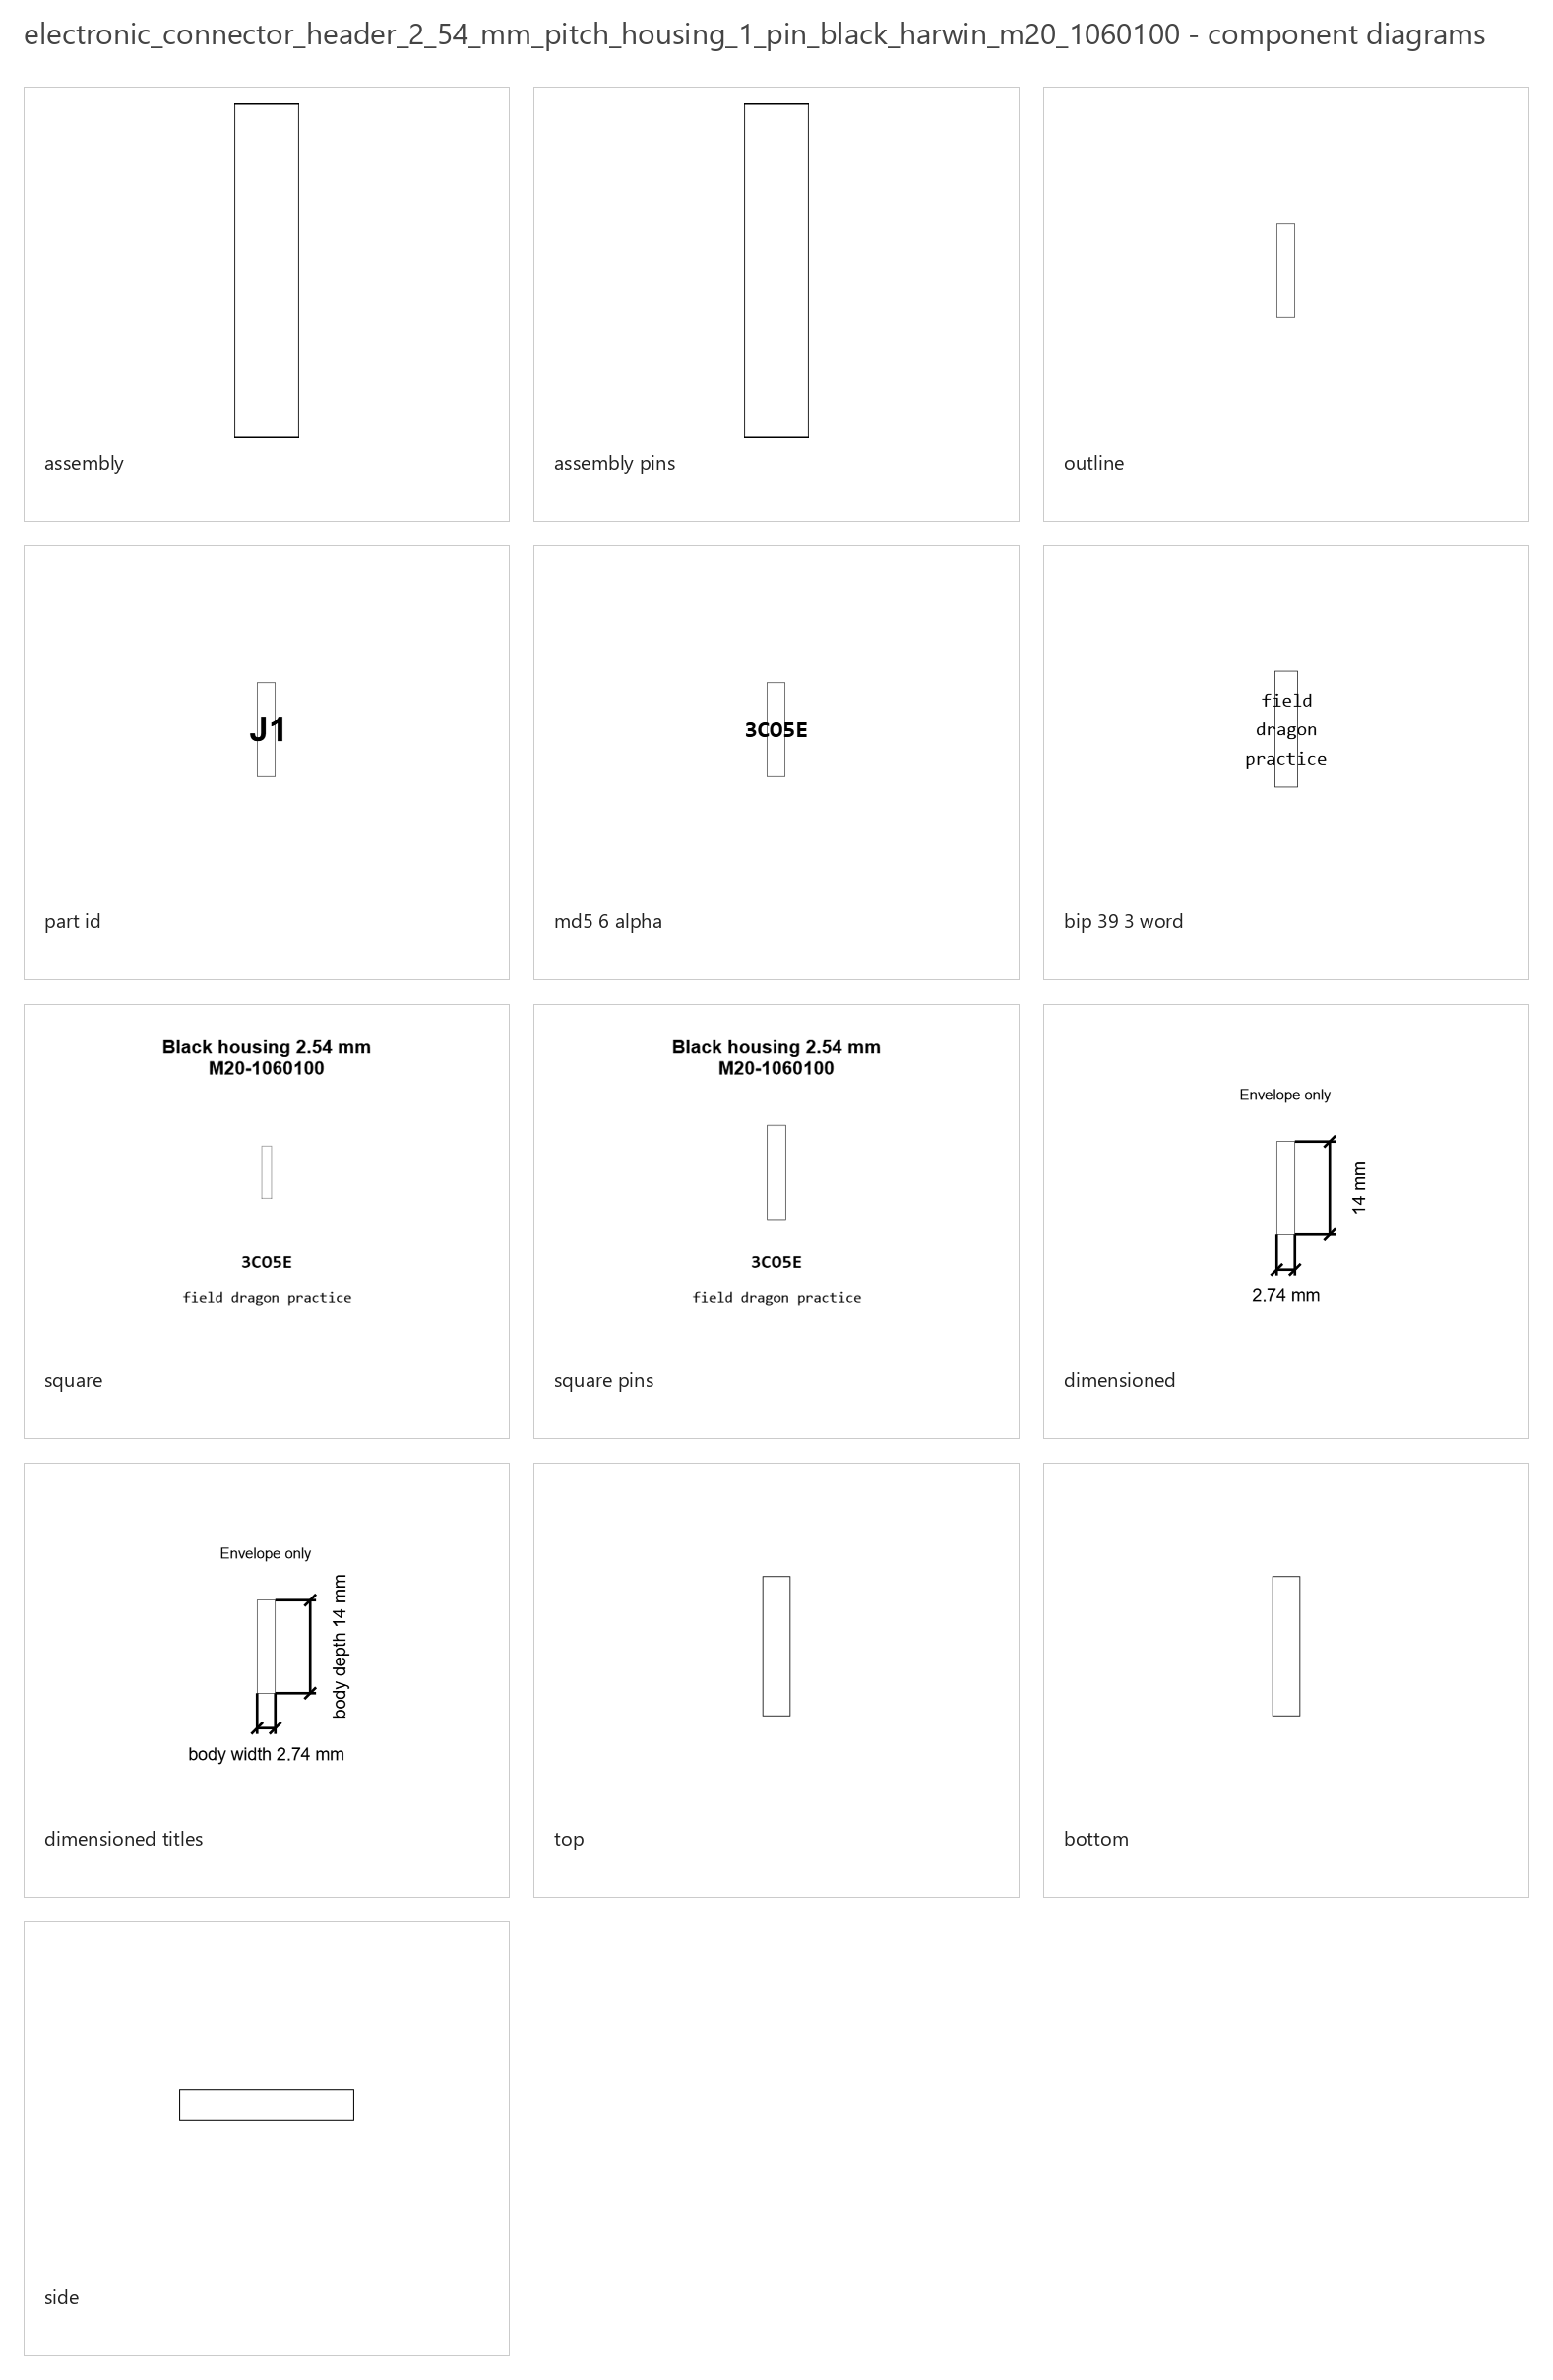 electronic_connector_header_2_54_mm_pitch_housing_1_pin_black_harwin_m20_1060100 - component diagrams
assembly
assembly pins
outline
J1
part id
3CO5E
md5 6 alpha
field
dragon
practice
bip 39 3 word
Black housing 2.54 mm
M20-1060100
3CO5E
field dragon practice
square
Black housing 2.54 mm
M20-1060100
3CO5E
field dragon practice
square pins
Envelope only
14 mm
2.74 mm
dimensioned
Envelope only
body depth 14 mm
body width 2.74 mm
dimensioned titles
top
bottom
side